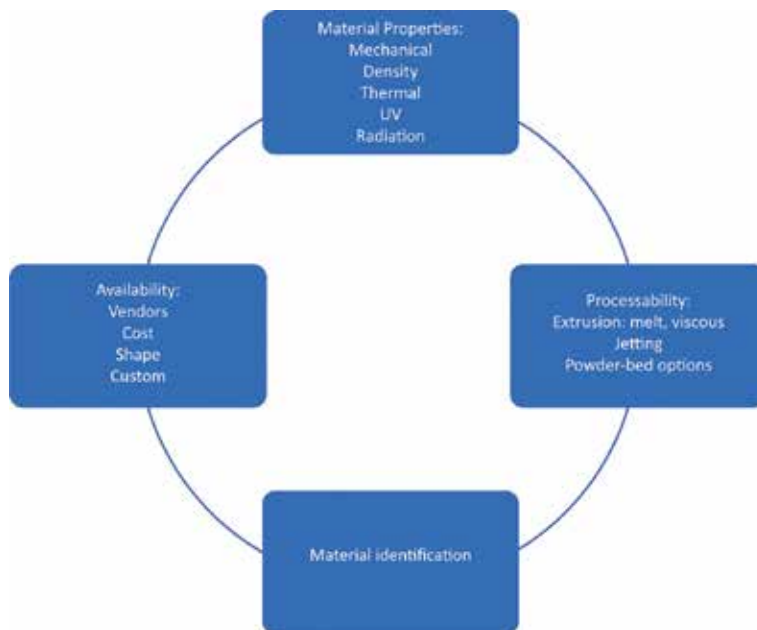 Material Properties:
Mechanical
Density
Thermal
UV
Radiation
Availability:
Vendors
Cost
Shape
Custom
Processability:
Extrusion: melt, viscous
Jetting
Powder-bed options
Material identification